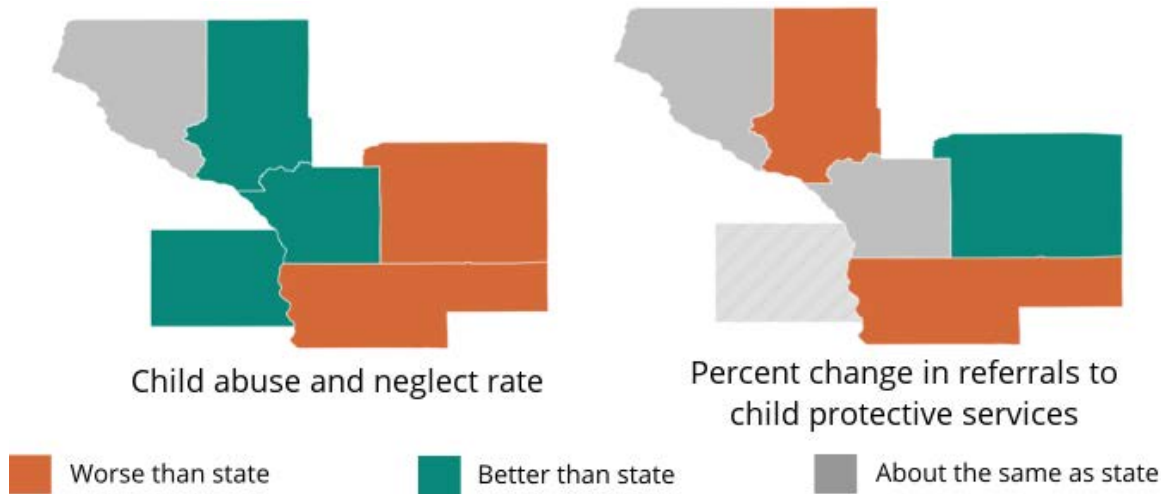 Child abuse and neglect rate
Percent change in referrals to
child protective services
Worse than state
Better than state
About the same as state